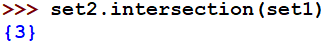 >>> set2.intersection(set1)
{3}